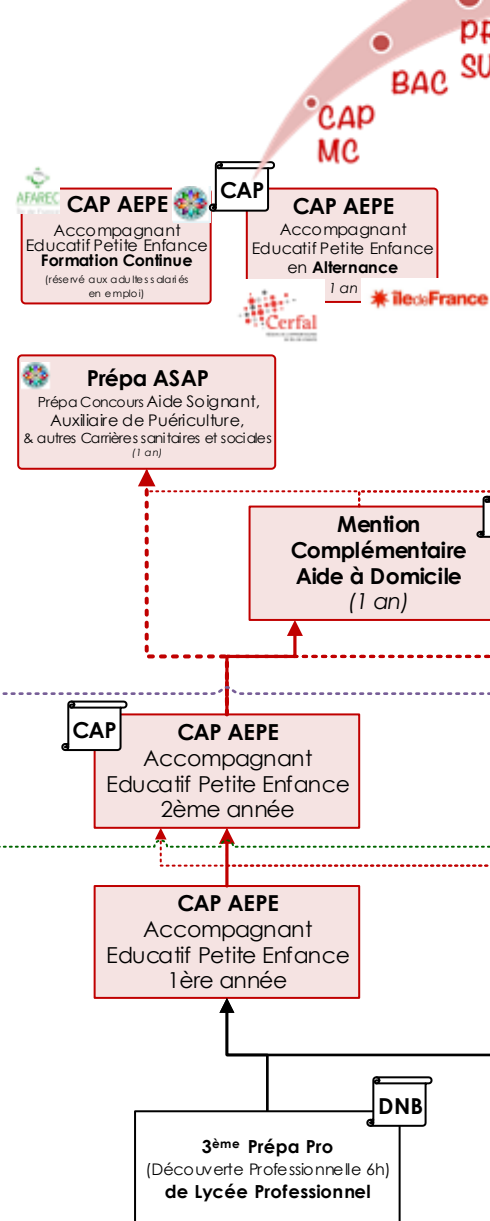 PR
SU
BAC
CAP
MC
CAP
AFAREC
CAP AEPE
Accompagnant
Educatif Petite Enfance
Formation Continue
(réservé aux adultes salariés
en emploi)
CAP AEPE
Accompagnant
Educatif Petite Enfance
en Alternance
1 an
Cerfal
île de France
Prépa ASAP
Prépa Concours Aide Soignant,
Auxiliaire de Puériculture,
& autres Carrières sanitaires et sociales
(1 an)
Mention
Complémentaire
Aide à Domicile
(1 an)
CAP
CAP AEPE
Accompagnant
Educatif Petite Enfance
2ème année
CAP AEPE
Accompagnant
Educatif Petite Enfance
1ère année
DNB
3ème Prépa Pro
(Découverte Professionnelle 6h)
de Lycée Professionnel